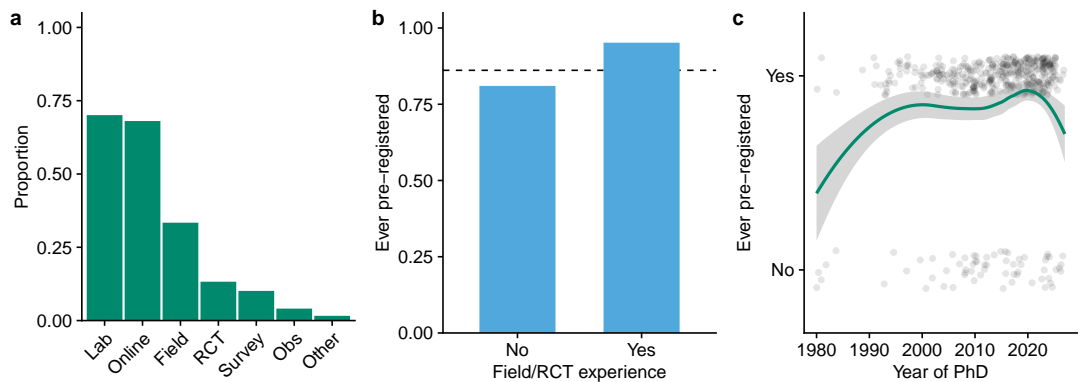 a
1.00
0.75
0.50
0.25
0.00
Proportion
Lab
Online
Field
RCT
Survey
Obs
Other
b
1.00
0.75
0.50
0.25
0.00
Ever pre−registered
No
Yes
Field/RCT experience
c
Yes
No
Ever pre−registered
1980
1990
2000
2010
2020
Year of PhD